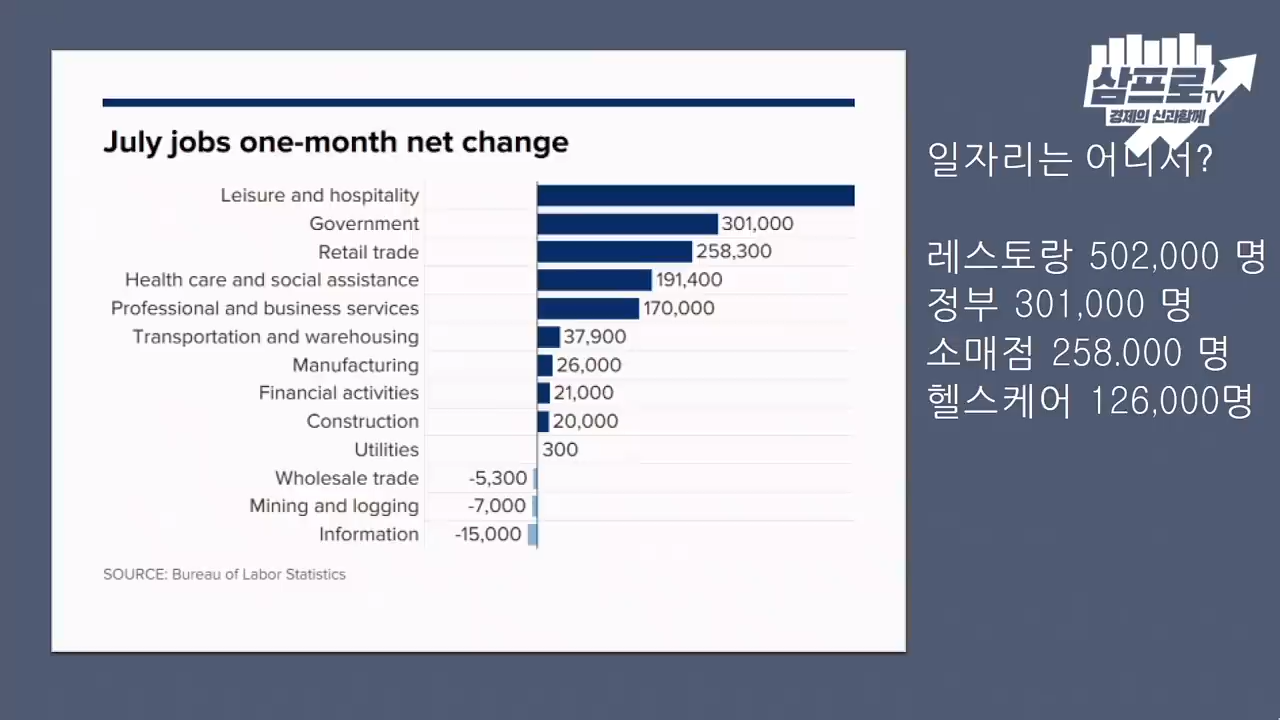 July jobs one-month net change
Leisure and hospitality
Government 301,000
Retail trade 258,300
Health care and social assistance 191,400
Professional and business services 170,000
Transportation and warehousing 37,900
Manufacturing 26,000
Financial activities 21,000
Construction 20,000
Utilities 300
Wholesale trade -5,300
Mining and logging -7,000
Information -15,000
SOURCE: Bureau of Labor Statistics
삼프로TV
경제의 신과함께
일자리는 어디서?
레스토랑 502,000 명
정부 301,000 명
소매점 258.000 명
헬스케어 126,000명